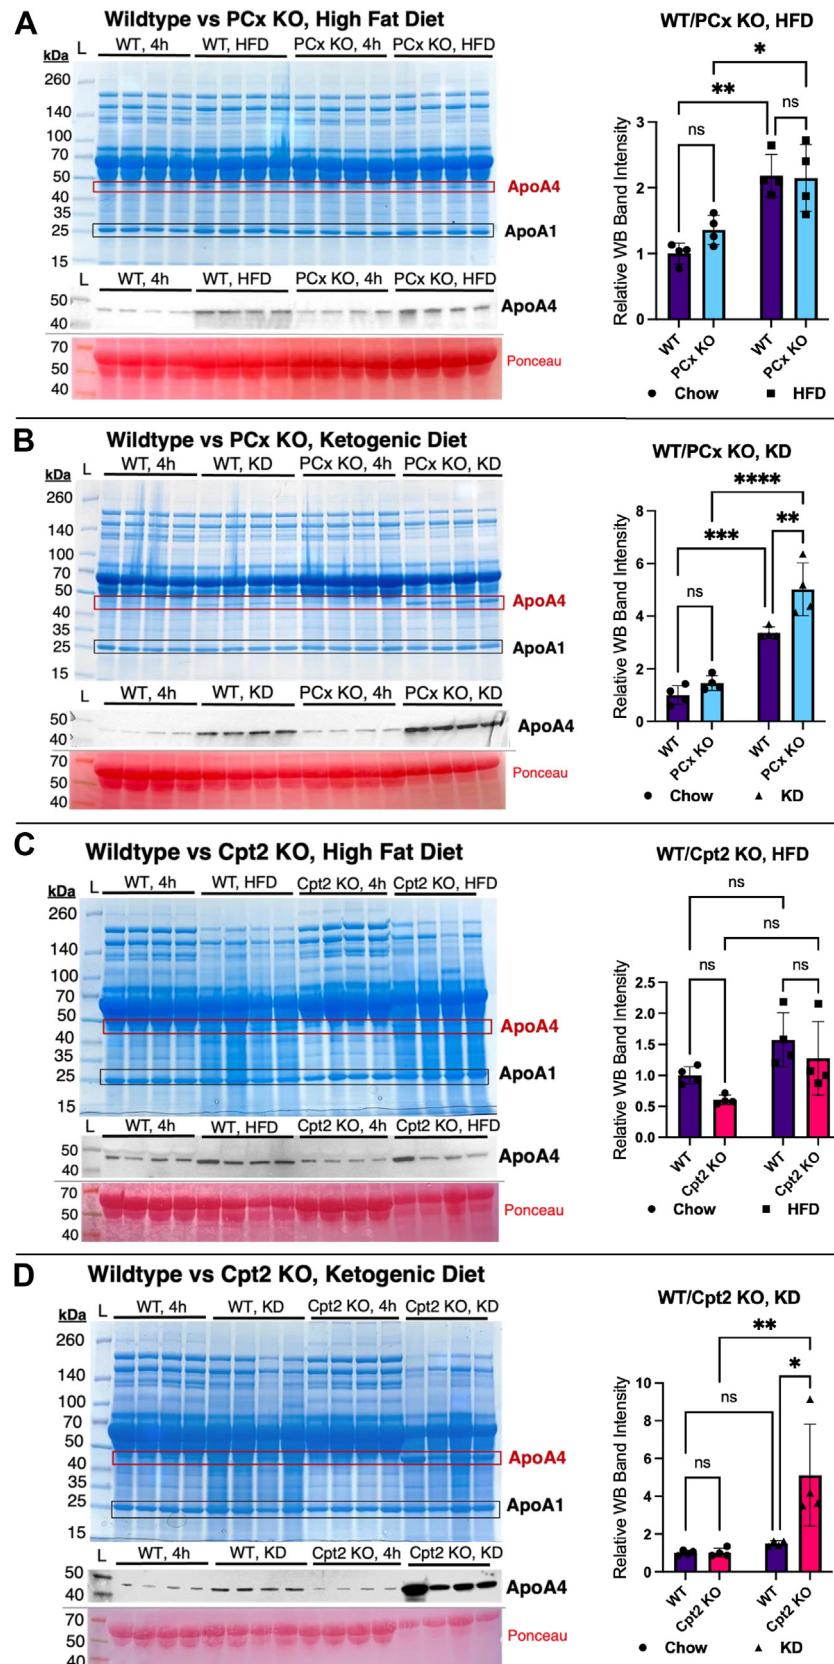 A
Wildtype vs PCx KO, High Fat Diet
kDa L WT, 4h WT, HFD PCx KO, 4h PCx KO, HFD
260
140
100
70
50
40
35
25
15
ApoA4
ApoA1
L WT, 4h WT, HFD PCx KO, 4h PCx KO, HFD
50
40
ApoA4
70
50
40
Ponceau
WT/PCx KO, HFD
*
**
ns
ns
Relative WB Band Intensity
3
2
1
0
WT
PCx KO
WT
PCx KO
Chow HFD
B
Wildtype vs PCx KO, Ketogenic Diet
kDa L WT, 4h WT, KD PCx KO, 4h PCx KO, KD
260
140
100
70
50
40
35
25
15
ApoA4
ApoA1
L WT, 4h WT, KD PCx KO, 4h PCx KO, KD
50
40
ApoA4
70
50
40
Ponceau
WT/PCx KO, KD
****
**
***
ns
Relative WB Band Intensity
8
6
4
2
0
WT
PCx KO
WT
PCx KO
Chow KD
C
Wildtype vs Cpt2 KO, High Fat Diet
kDa L WT, 4h WT, HFD Cpt2 KO, 4h Cpt2 KO, HFD
260
140
100
70
50
40
35
25
15
ApoA4
ApoA1
L WT, 4h WT, HFD Cpt2 KO, 4h Cpt2 KO, HFD
50
40
ApoA4
70
50
40
Ponceau
WT/Cpt2 KO, HFD
ns
ns
ns
ns
Relative WB Band Intensity
2.5
2.0
1.5
1.0
0.5
0.0
WT
Cpt2 KO
WT
Cpt2 KO
Chow HFD
D
Wildtype vs Cpt2 KO, Ketogenic Diet
kDa L WT, 4h WT, KD Cpt2 KO, 4h Cpt2 KO, KD
260
140
100
70
50
40
35
25
15
ApoA4
ApoA1
L WT, 4h WT, KD Cpt2 KO, 4h Cpt2 KO, KD
50
40
ApoA4
70
50
40
Ponceau
WT/Cpt2 KO, KD
**
*
ns
ns
Relative WB Band Intensity
10
8
6
4
2
0
WT
Cpt2 KO
WT
Cpt2 KO
Chow KD